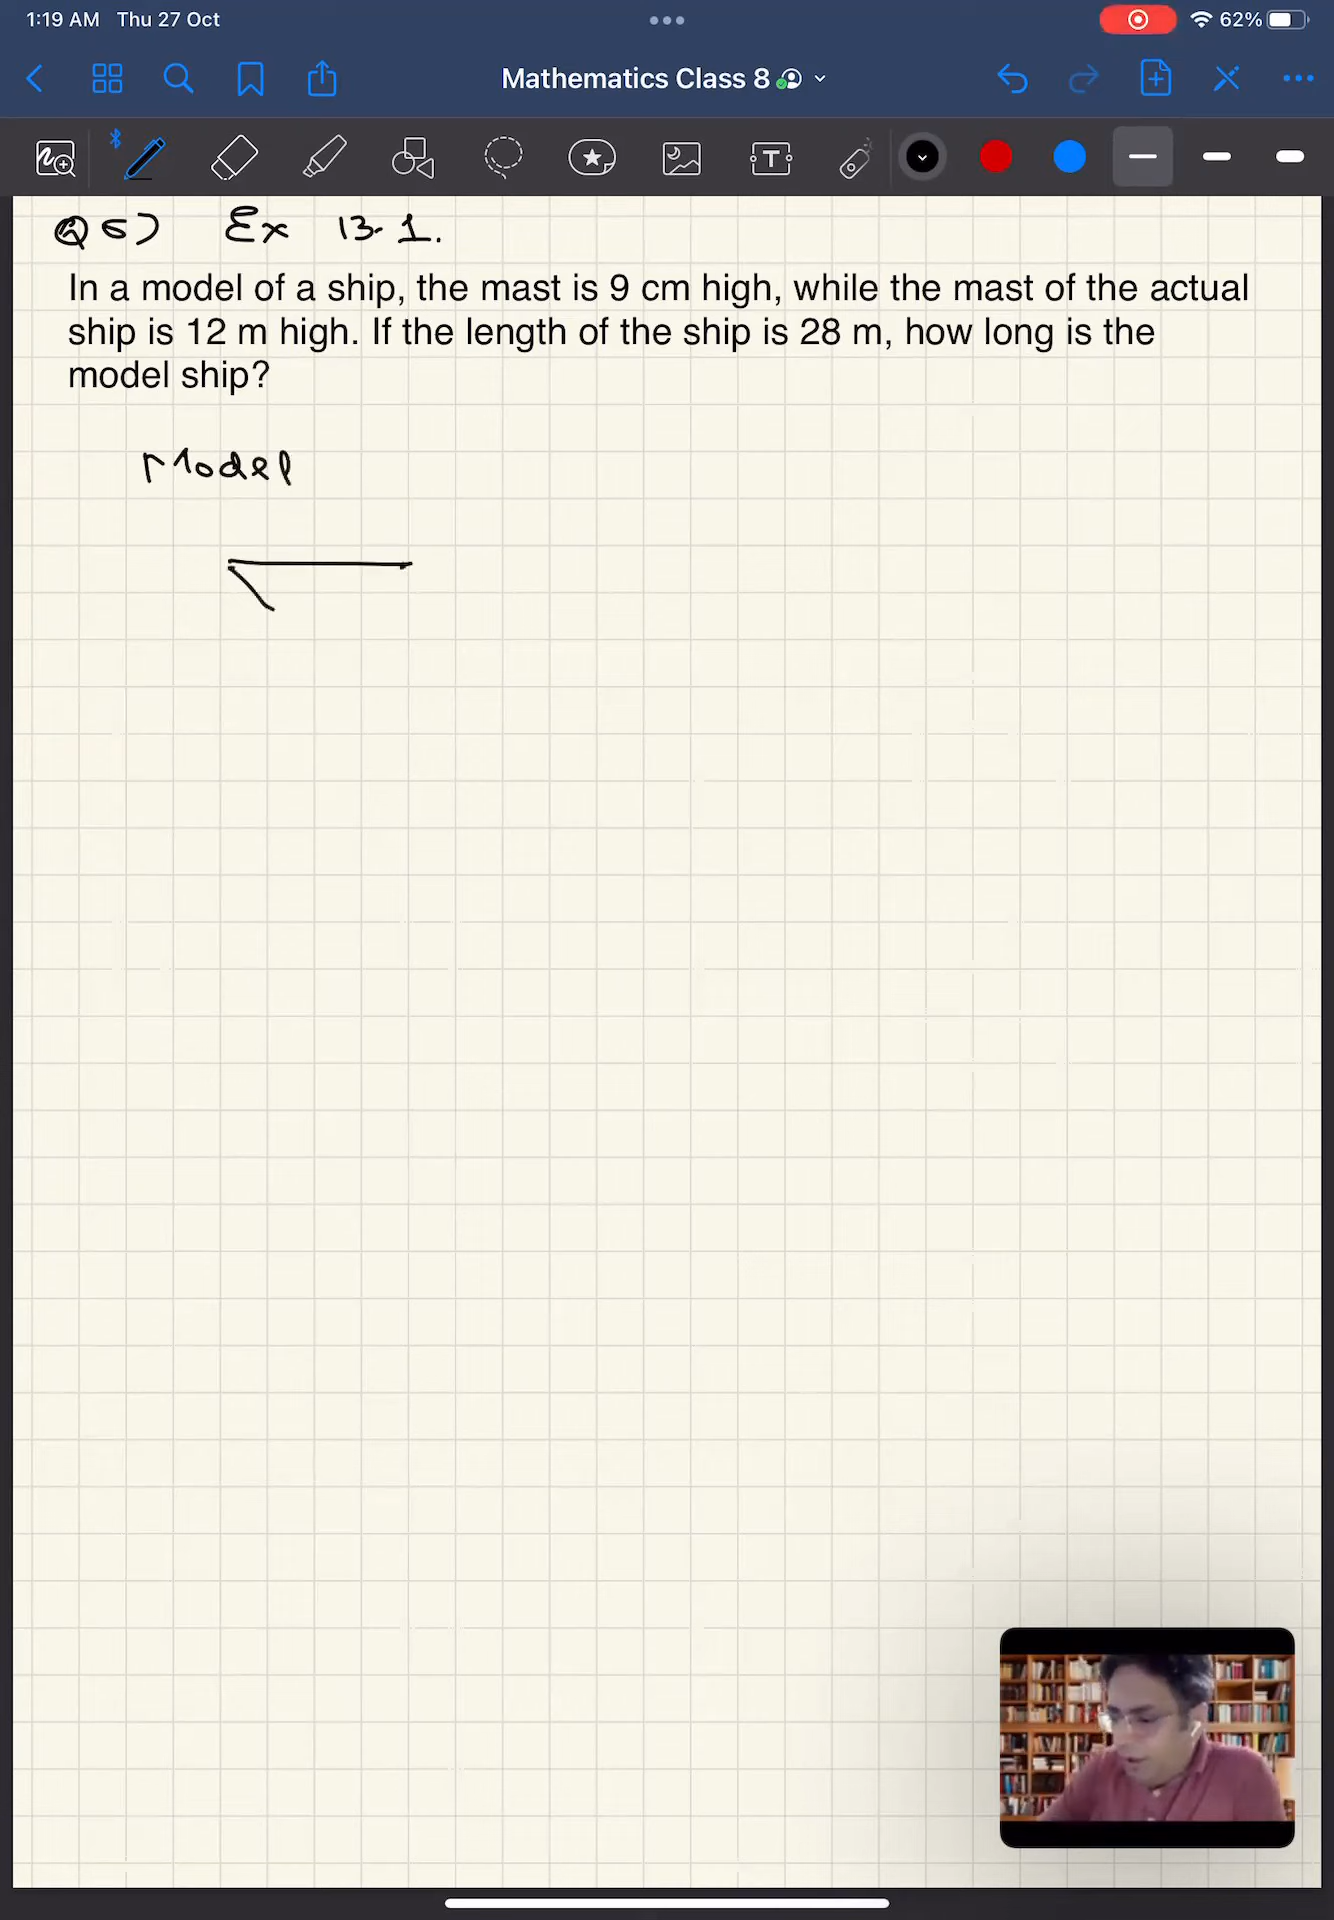 1:19 AM Thu 27 Oct
62%
Mathematics Class 8
T
Q 5) Ex 13.1.
In a model of a ship, the mast is 9 cm high, while the mast of the actual
ship is 12 m high. If the length of the ship is 28 m, how long is the
model ship?
Model